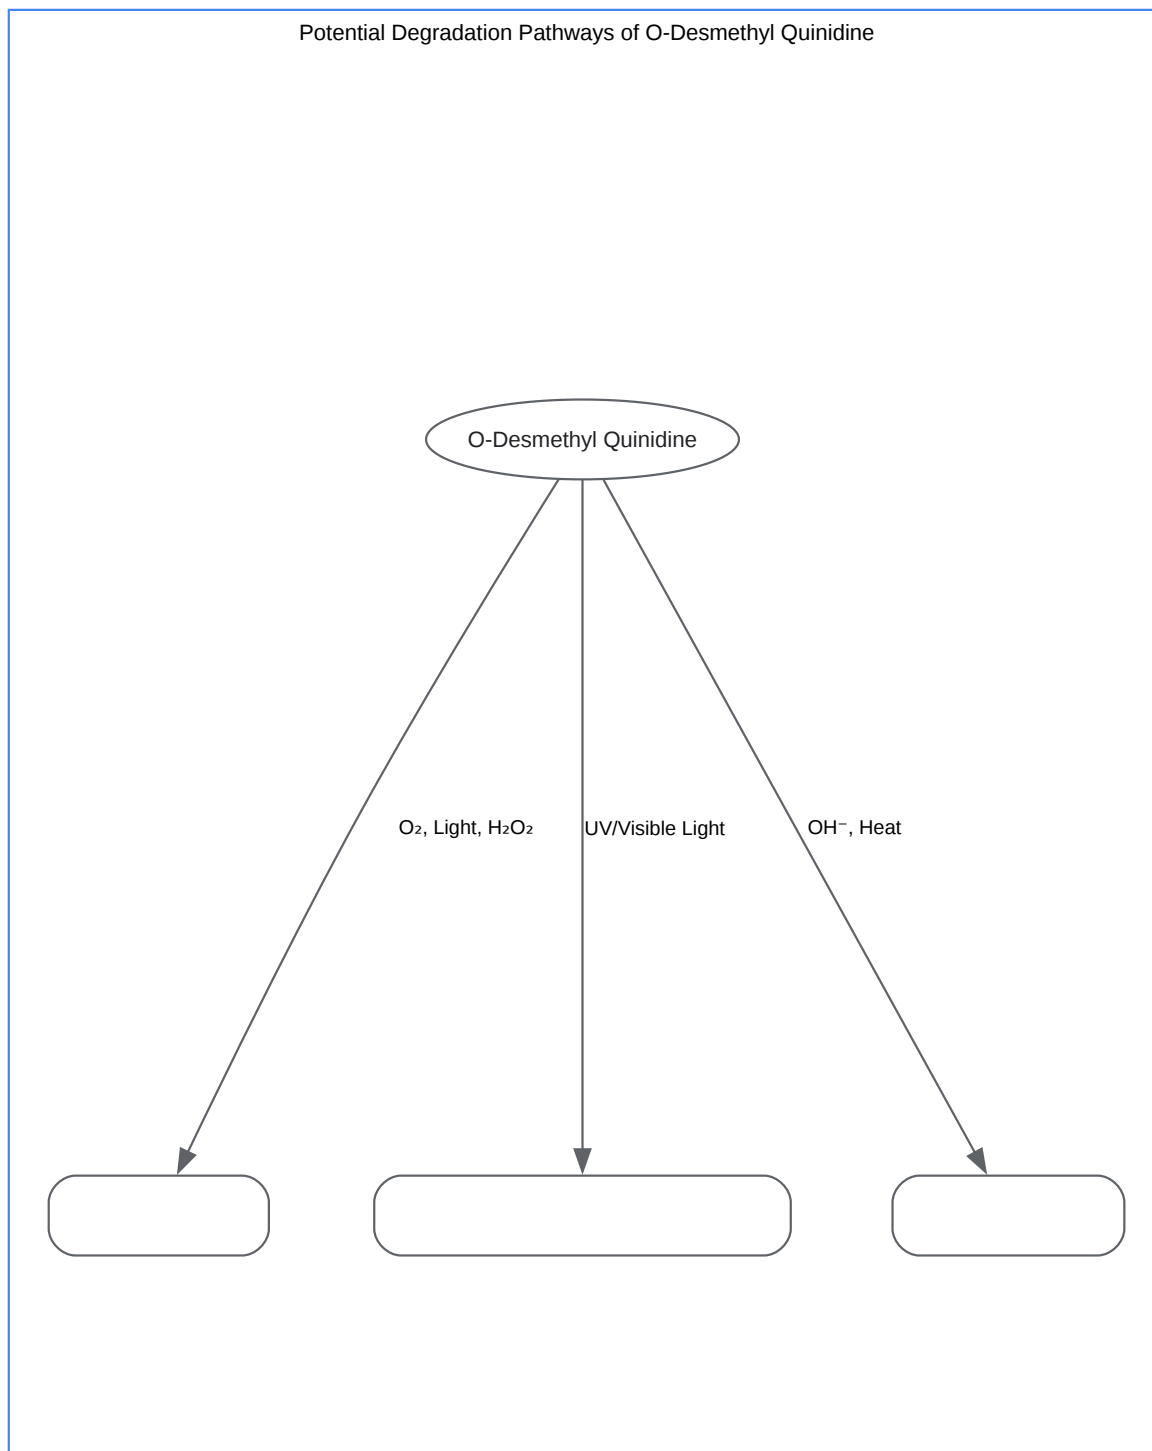 Potential Degradation Pathways of O-Desmethyl Quinidine
O-Desmethyl Quinidine
O₂, Light, H₂O₂
UV/Visible Light
OH⁻, Heat